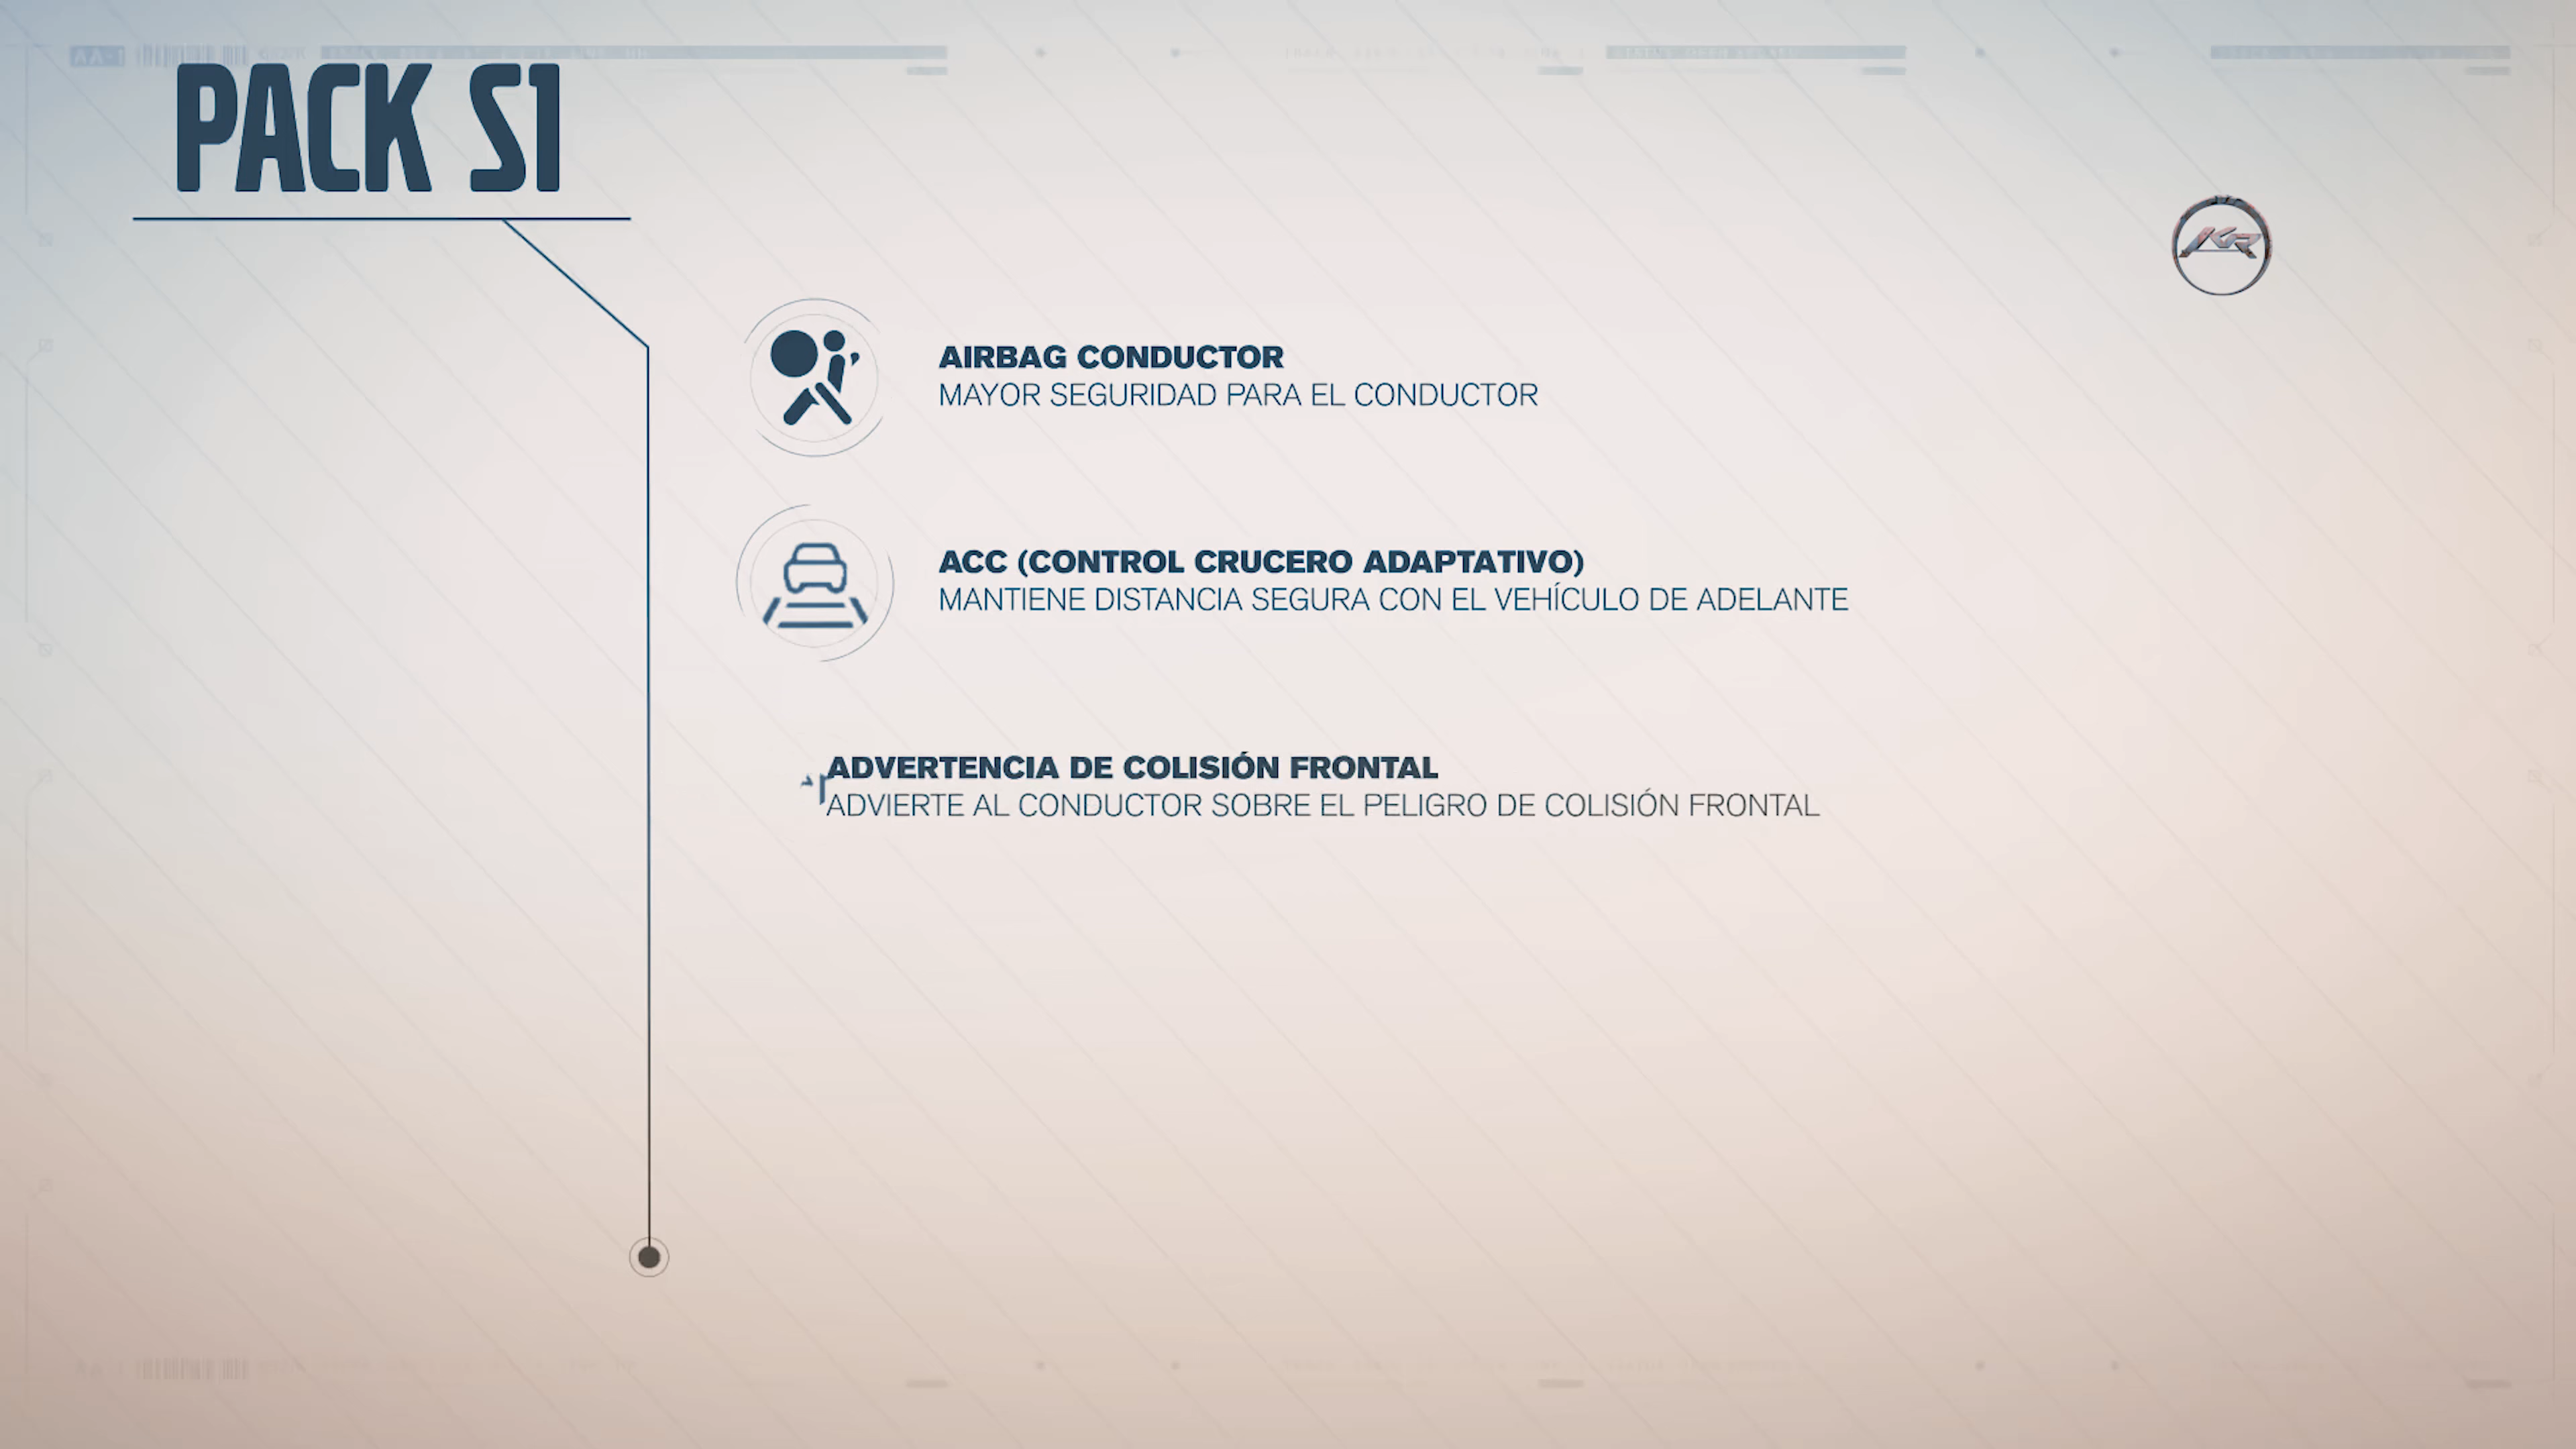 PACK S1
KR
AIRBAG CONDUCTOR
MAYOR SEGURIDAD PARA EL CONDUCTOR
ACC (CONTROL CRUCERO ADAPTATIVO)
MANTIENE DISTANCIA SEGURA CON EL VEHÍCULO DE ADELANTE
ADVERTENCIA DE COLISIÓN FRONTAL
ADVIERTE AL CONDUCTOR SOBRE EL PELIGRO DE COLISIÓN FRONTAL